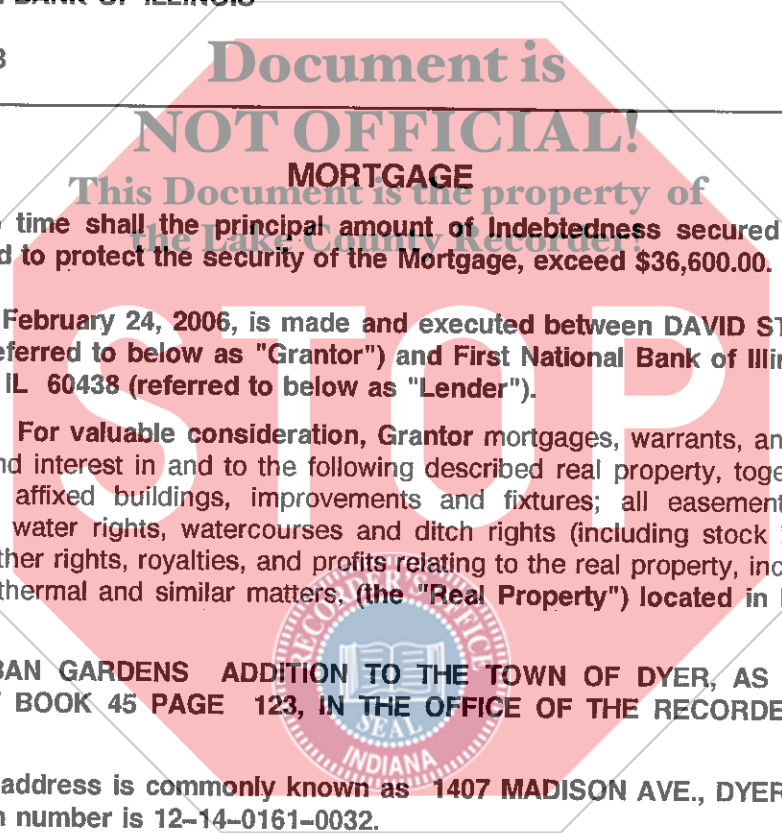 BANK OF ILLINOIS
3
Document is
NOT OFFICIAL!
MORTGAGE
This Document is the property of
the Lake County Recorder!
time shall the principal amount of Indebtedness secured
d to protect the security of the Mortgage, exceed $36,600.00.
February 24, 2006, is made and executed between DAVID ST
eferred to below as "Grantor") and First National Bank of Illin
IL 60438 (referred to below as "Lender").
STOP
For valuable consideration, Grantor mortgages, warrants, an
nd interest in and to the following described real property, toge
affixed buildings, improvements and fixtures; all easement
water rights, watercourses and ditch rights (including stock
ther rights, royalties, and profits relating to the real property, inc
thermal and similar matters, (the "Real Property") located in
RECORDER'S OFFICE
SEAL
INDIANA
BAN GARDENS ADDITION TO THE TOWN OF DYER, AS
BOOK 45 PAGE 123, IN THE OFFICE OF THE RECORDE
address is commonly known as 1407 MADISON AVE., DYER
n number is 12-14-0161-0032.